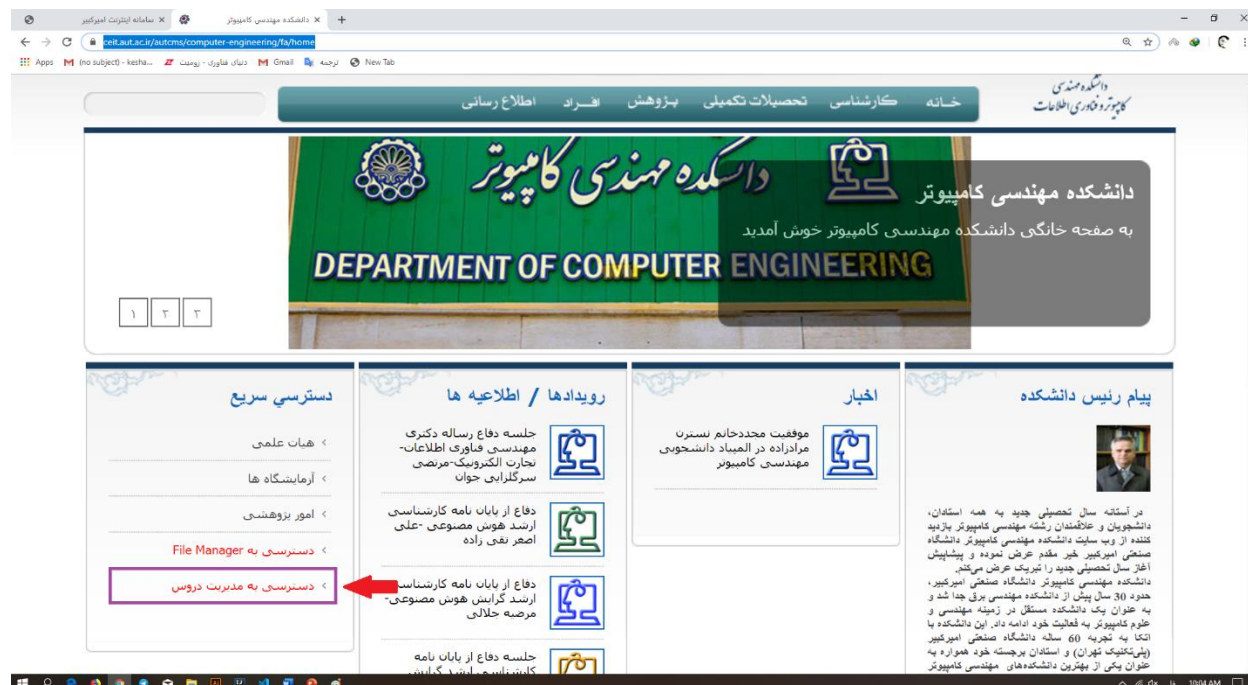 سامانه اینترنت امیرکبیر
دانشکده مهندسی کامپیوتر
ceit.aut.ac.ir/autcms/computer-engineering/fa/home
Apps
(no subject) - kesha...
دنیای فناوری - زومیت
Gmail
ترجمه
New Tab
دانشکده مهندسی
کامپیوتر و فناوری اطلاعات
خـانه
کارشناسی
تحصیلات تکمیلی
پـژوهش
افـــراد
اطلاع رسانی
دانشکده مهندسی کامپیوتر
DEPARTMENT OF COMPUTER ENGINEERING
دانشکده مهندسی کامپیوتر
به صفحه خانگی دانشکده مهندسی کامپیوتر خوش آمدید
۱
۲
۳
پیام رئیس دانشکده
در آستانه سال تحصیلی جدید به همه استادان،
دانشجویان و علاقمندان رشته مهندسی کامپیوتر بازدید
کننده از وب سایت دانشکده مهندسی کامپیوتر دانشگاه
صنعتی امیرکبیر خیر مقدم عرض نموده و پیشاپیش
آغاز سال تحصیلی جدید را تبریک عرض می‌کنم.
دانشکده مهندسی کامپیوتر دانشگاه صنعتی امیرکبیر،
حدود 30 سال پیش از دانشکده مهندسی برق جدا شد و
به عنوان یک دانشکده مستقل در زمینه مهندسی و
علوم کامپیوتر به فعالیت خود ادامه داد. این دانشکده با
اتکا به تجربه 60 ساله دانشگاه صنعتی امیرکبیر
(پلی‌تکنیک تهران) و استادان برجسته خود همواره به
عنوان یکی از بهترین دانشکده‌های مهندسی کامپیوتر
اخبار
موفقیت مجددخانم نسترن
مرادزاده در المپیاد دانشجویی
مهندسی کامپیوتر
رویدادها / اطلاعیه ها
جلسه دفاع رساله دکتری
مهندسی فناوری اطلاعات-
تجارت الکترونیک-مرتضی
سرگلزایی جوان
دفاع از پایان نامه کارشناسی
ارشد هوش مصنوعی -علی
اصغر تقی زاده
دفاع از پایان نامه کارشناسی
ارشد گرایش هوش مصنوعی-
مرضیه جلالی
جلسه دفاع از پایان نامه
کارشناسی ارشد گرایش
دسترسي سریع
هیات علمی
آزمایشگاه ها
امور پژوهشی
دسترسی به File Manager
دسترسی به مدیریت دروس
10:04 AM